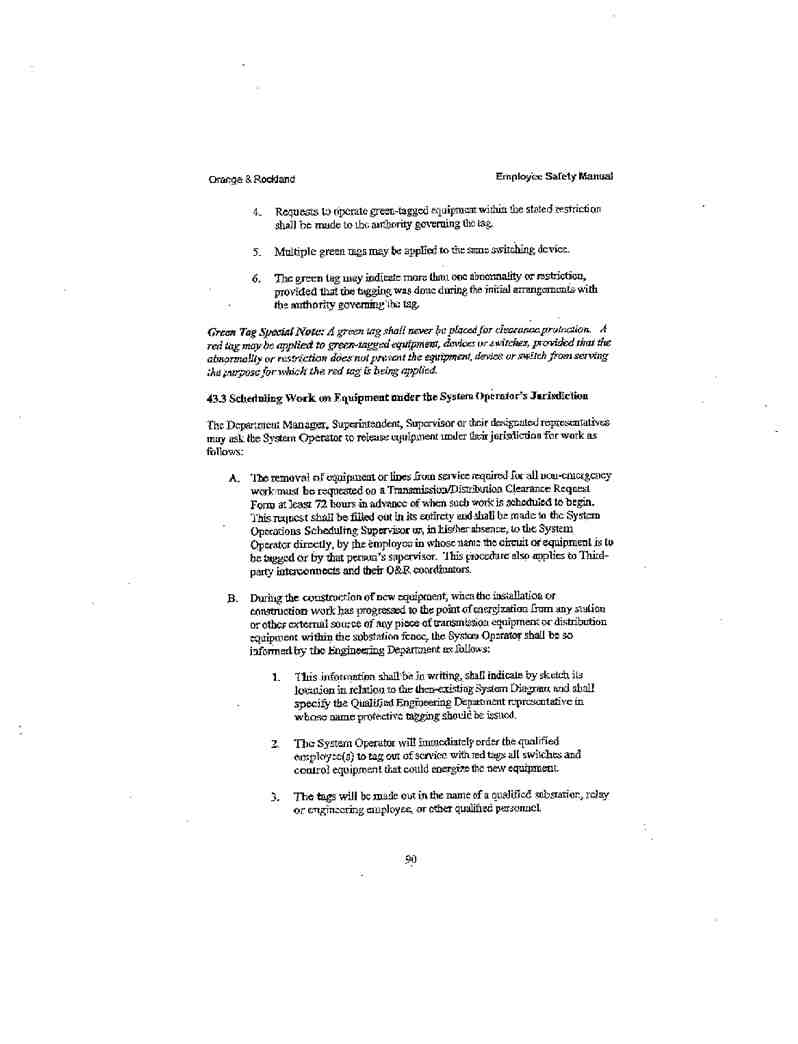 Orange & Rockland
Employee Safety Manual
4. Requests to operate green-tagged equipment within the stated restriction
shall be made to the authority governing the tag.
5. Multiple green tags may be applied to the same switching device.
6. The green tag may indicate more than one abnormality or restriction,
provided that the tagging was done during the initial arrangements with
the authority governing the tag.
Green Tag Special Note: A green tag shall never be placed for clearance protection. A
red tag may be applied to green-tagged equipment, devices or switches, provided that the
abnormality or restriction does not prevent the equipment, device or switch from serving
the purpose for which the red tag is being applied.
43.3 Scheduling Work on Equipment under the System Operator's Jurisdiction
The Department Manager, Superintendent, Supervisor or their designated representatives
may ask the System Operator to release equipment under their jurisdiction for work as
follows:
A. The removal of equipment or lines from service required for all non-emergency
work must be requested on a Transmission/Distribution Clearance Request
Form at least 72 hours in advance of when such work is scheduled to begin.
This request shall be filled out in its entirety and shall be made to the System
Operations Scheduling Supervisor or, in his/her absence, to the System
Operator directly, by the employee in whose name the circuit or equipment is to
be tagged or by that person's supervisor. This procedure also applies to Third-
party interconnects and their O&R coordinators.
B. During the construction of new equipment, when the installation or
construction work has progressed to the point of energization from any station
or other external source of any piece of transmission equipment or distribution
equipment within the substation fence, the System Operator shall be so
informed by the Engineering Department as follows:
1. This information shall be in writing, shall indicate by sketch its
location in relation to the then-existing System Diagram and shall
specify the Qualified Engineering Department representative in
whose name protective tagging should be issued.
2. The System Operator will immediately order the qualified
employee(s) to tag out of service with red tags all switches and
control equipment that could energize the new equipment.
3. The tags will be made out in the name of a qualified substation, relay
or engineering employee, or other qualified personnel.
90